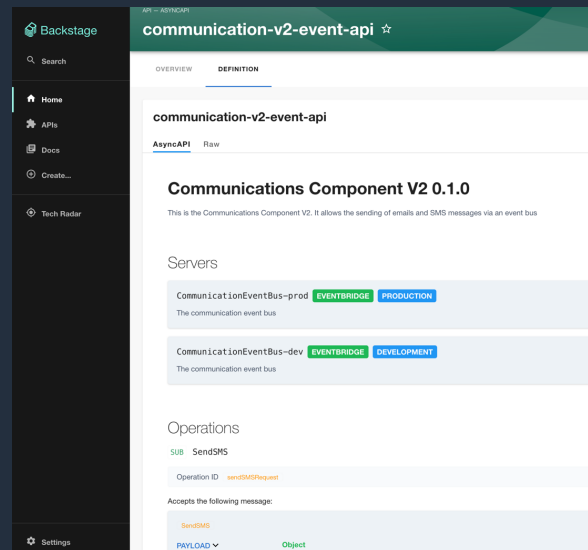 Backstage
Search
Home
APIs
Docs
Create...
Tech Radar
Settings
API — ASYNCAPI
communication-v2-event-api ☆
OVERVIEW DEFINITION
communication-v2-event-api
AsyncAPI Raw
Communications Component V2 0.1.0
This is the Communications Component V2. It allows the sending of emails and SMS messages via an event bus
Servers
CommunicationEventBus-prod EVENTBRIDGE PRODUCTION
The communication event bus
CommunicationEventBus-dev EVENTBRIDGE DEVELOPMENT
The communication event bus
Operations
SUB SendSMS
Operation ID sendSMSRequest
Accepts the following message:
SendSMS
PAYLOAD Object